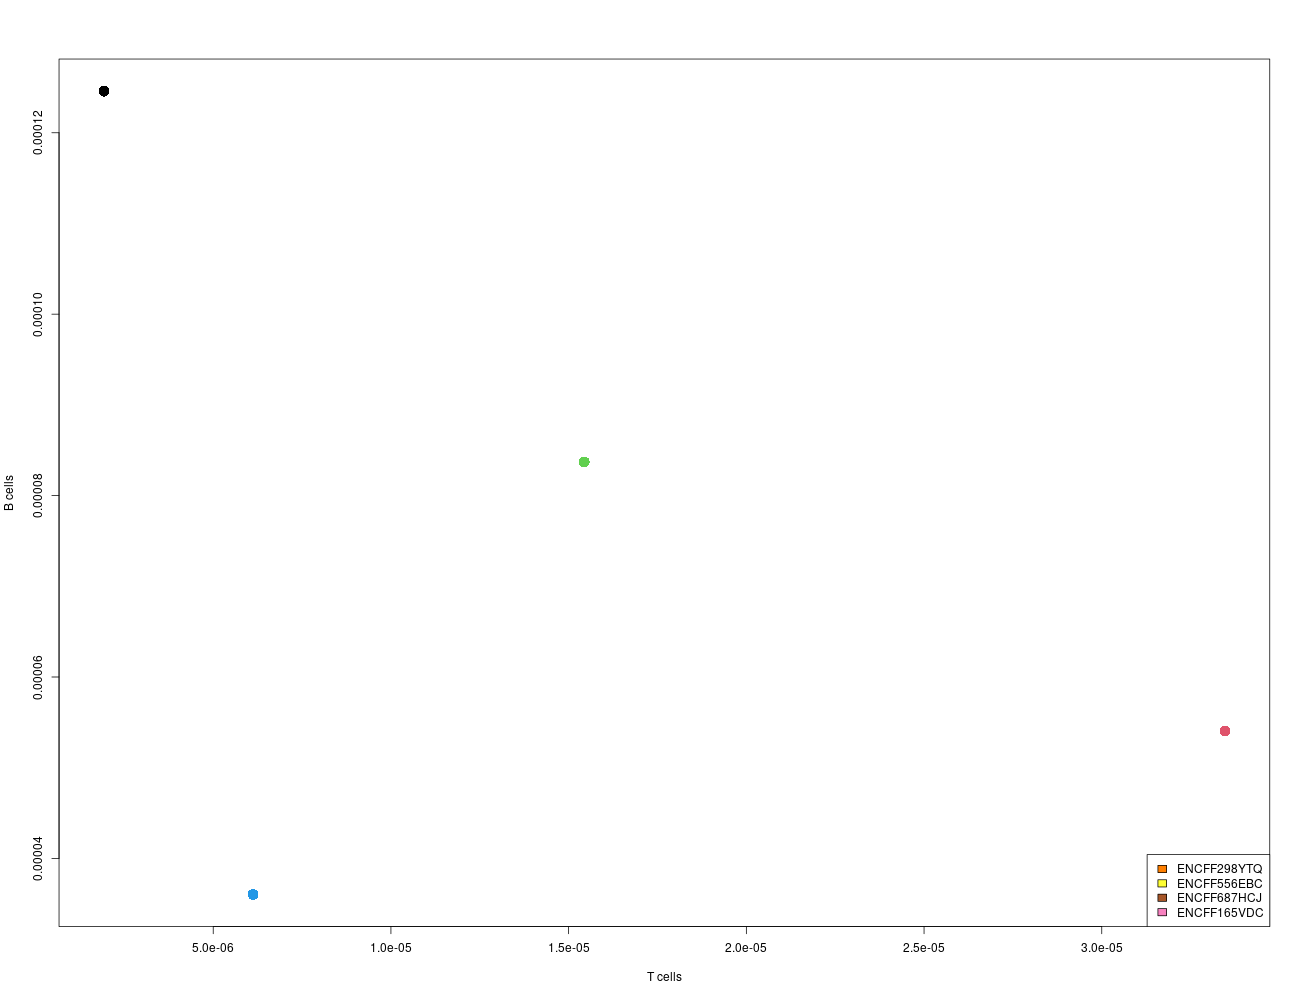 0.00012
0.00010
0.00008
0.00006
0.00004
B cells
5.0e-06 1.0e-05 1.5e-05 2.0e-05 2.5e-05 3.0e-05
T cells
ENCFF298YTQ
ENCFF556EBC
ENCFF687HCJ
ENCFF165VDC